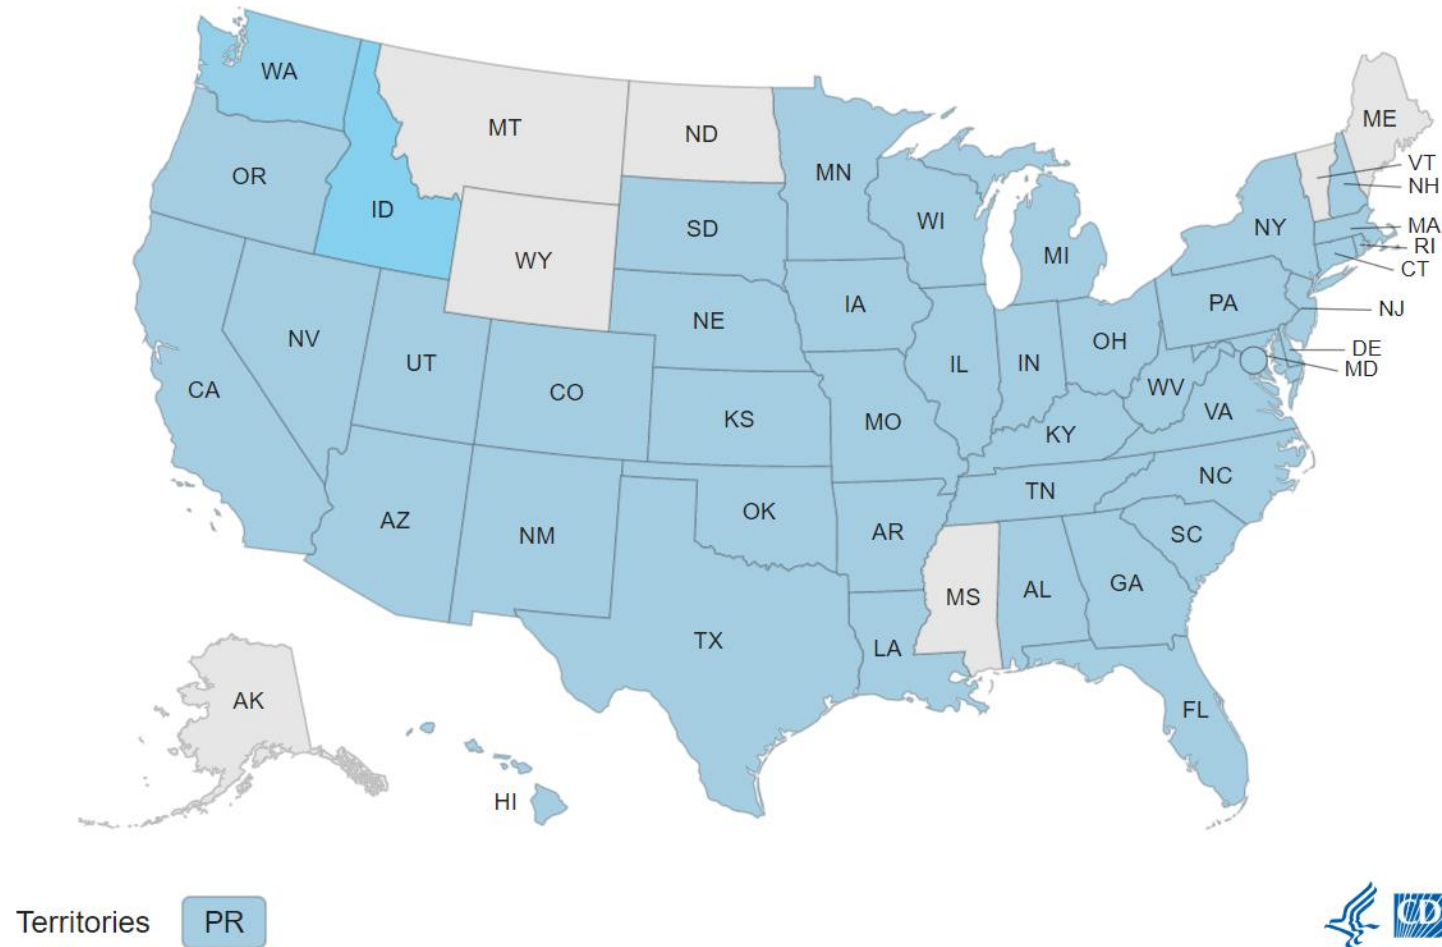 WA
MT
ND
ME
VT
NH
OR
ID
MN
WI
SD
NY
MA
RI
CT
WY
MI
IA
PA
NE
NJ
NV
OH
DE
MD
UT
IL
IN
CA
CO
WV
VA
KS
MO
KY
NC
TN
AZ
OK
NM
AR
SC
MS
AL
GA
TX
LA
AK
FL
HI
Territories PR
CD